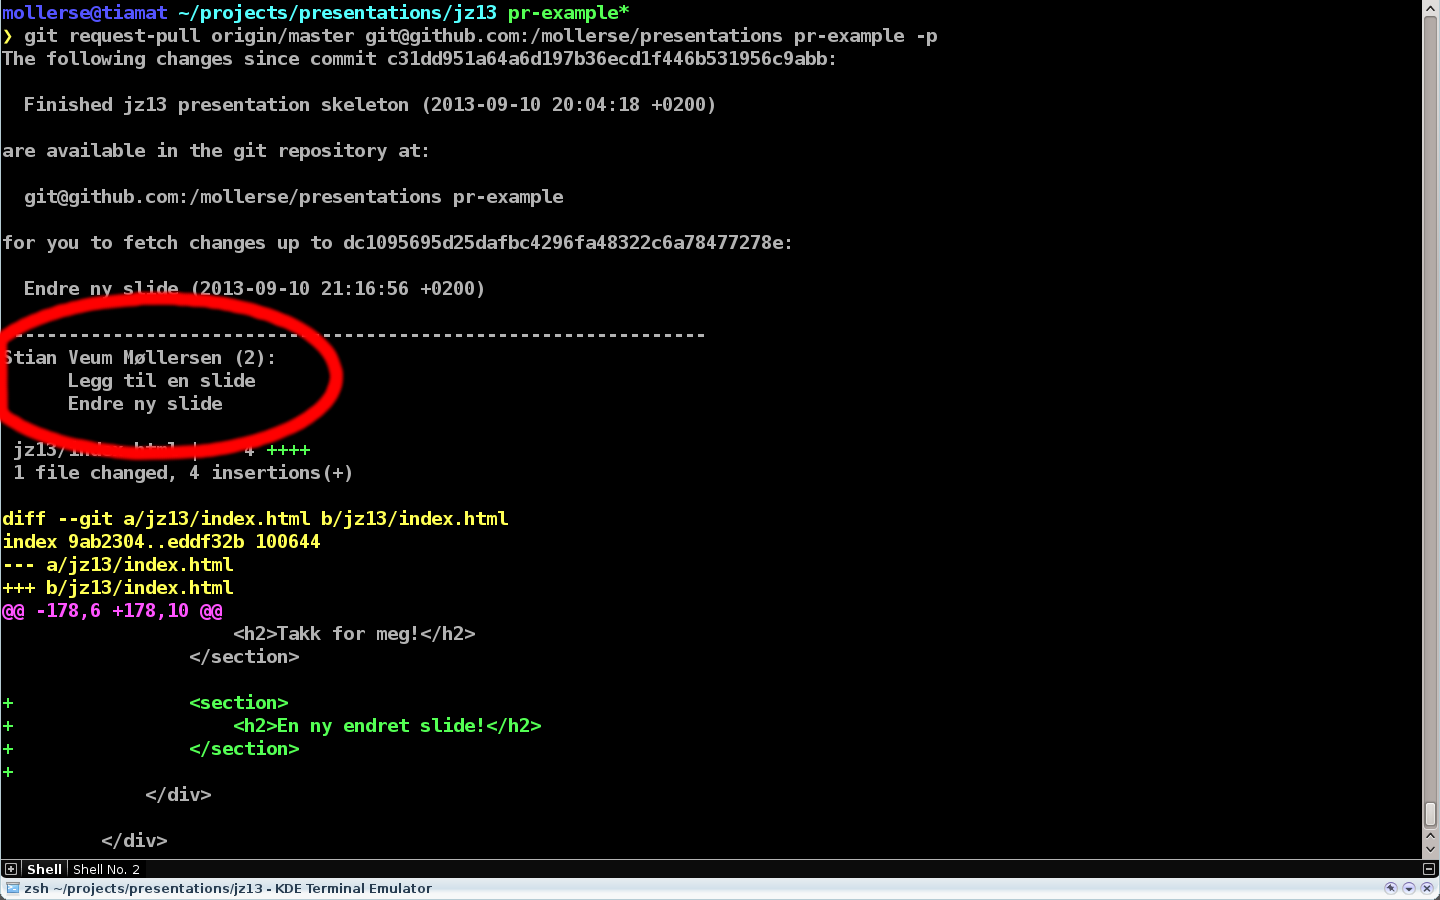 mollerse@tiamat ~/projects/presentations/jz13 pr-example*
❯ git request-pull origin/master git@github.com:/mollerse/presentations pr-example -p
The following changes since commit c31dd951a64a6d197b36ecd1f446b531956c9abb:
Finished jz13 presentation skeleton (2013-09-10 20:04:18 +0200)
are available in the git repository at:
git@github.com:/mollerse/presentations pr-example
for you to fetch changes up to dc1095695d25dafbc4296fa48322c6a78477278e:
Endre ny slide (2013-09-10 21:16:56 +0200)
----------------------------------------------------------------
Stian Veum Møllersen (2):
Legg til en slide
Endre ny slide
jz13/index.html | 4 ++++
1 file changed, 4 insertions(+)
diff --git a/jz13/index.html b/jz13/index.html
index 9ab2304..eddf32b 100644
--- a/jz13/index.html
+++ b/jz13/index.html
@@ -178,6 +178,10 @@
<h2>Takk for meg!</h2>
</section>
+ <section>
+ <h2>En ny endret slide!</h2>
+ </section>
+
</div>
</div>
Shell Shell No. 2
zsh ~/projects/presentations/jz13 - KDE Terminal Emulator